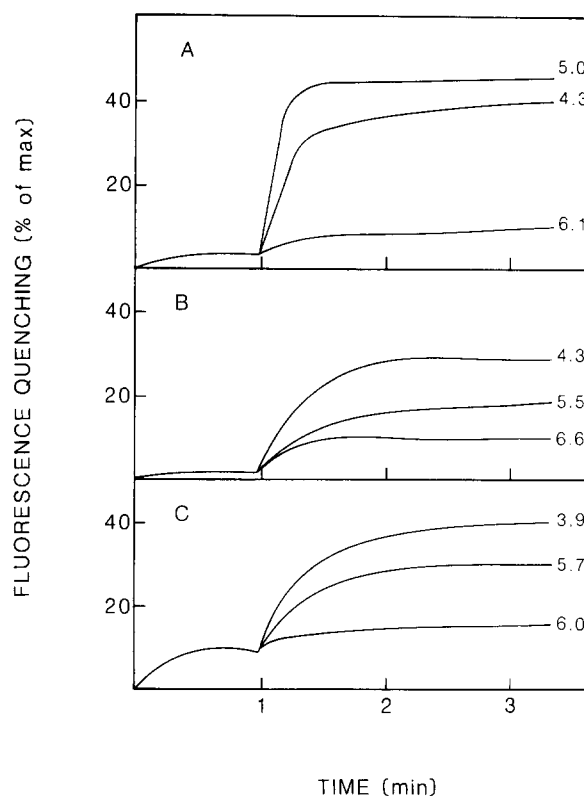 FLUORESCENCE QUENCHING (% of max)
A
40
20
5.0
4.3
6.1
B
40
20
4.3
5.5
6.6
C
40
20
3.9
5.7
6.0
1 2 3
TIME (min)